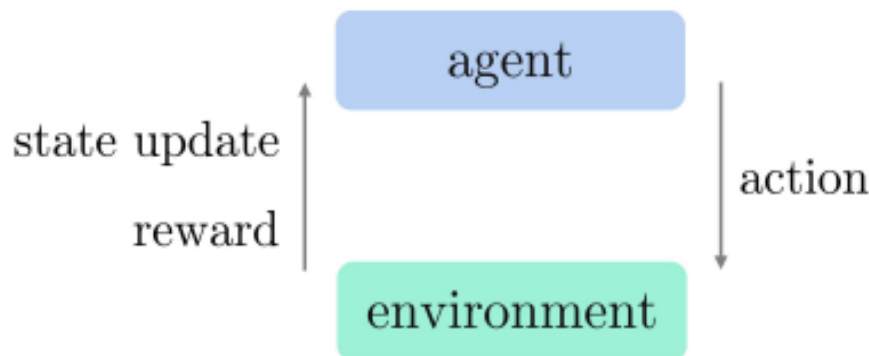 agent
state update
action
reward
environment